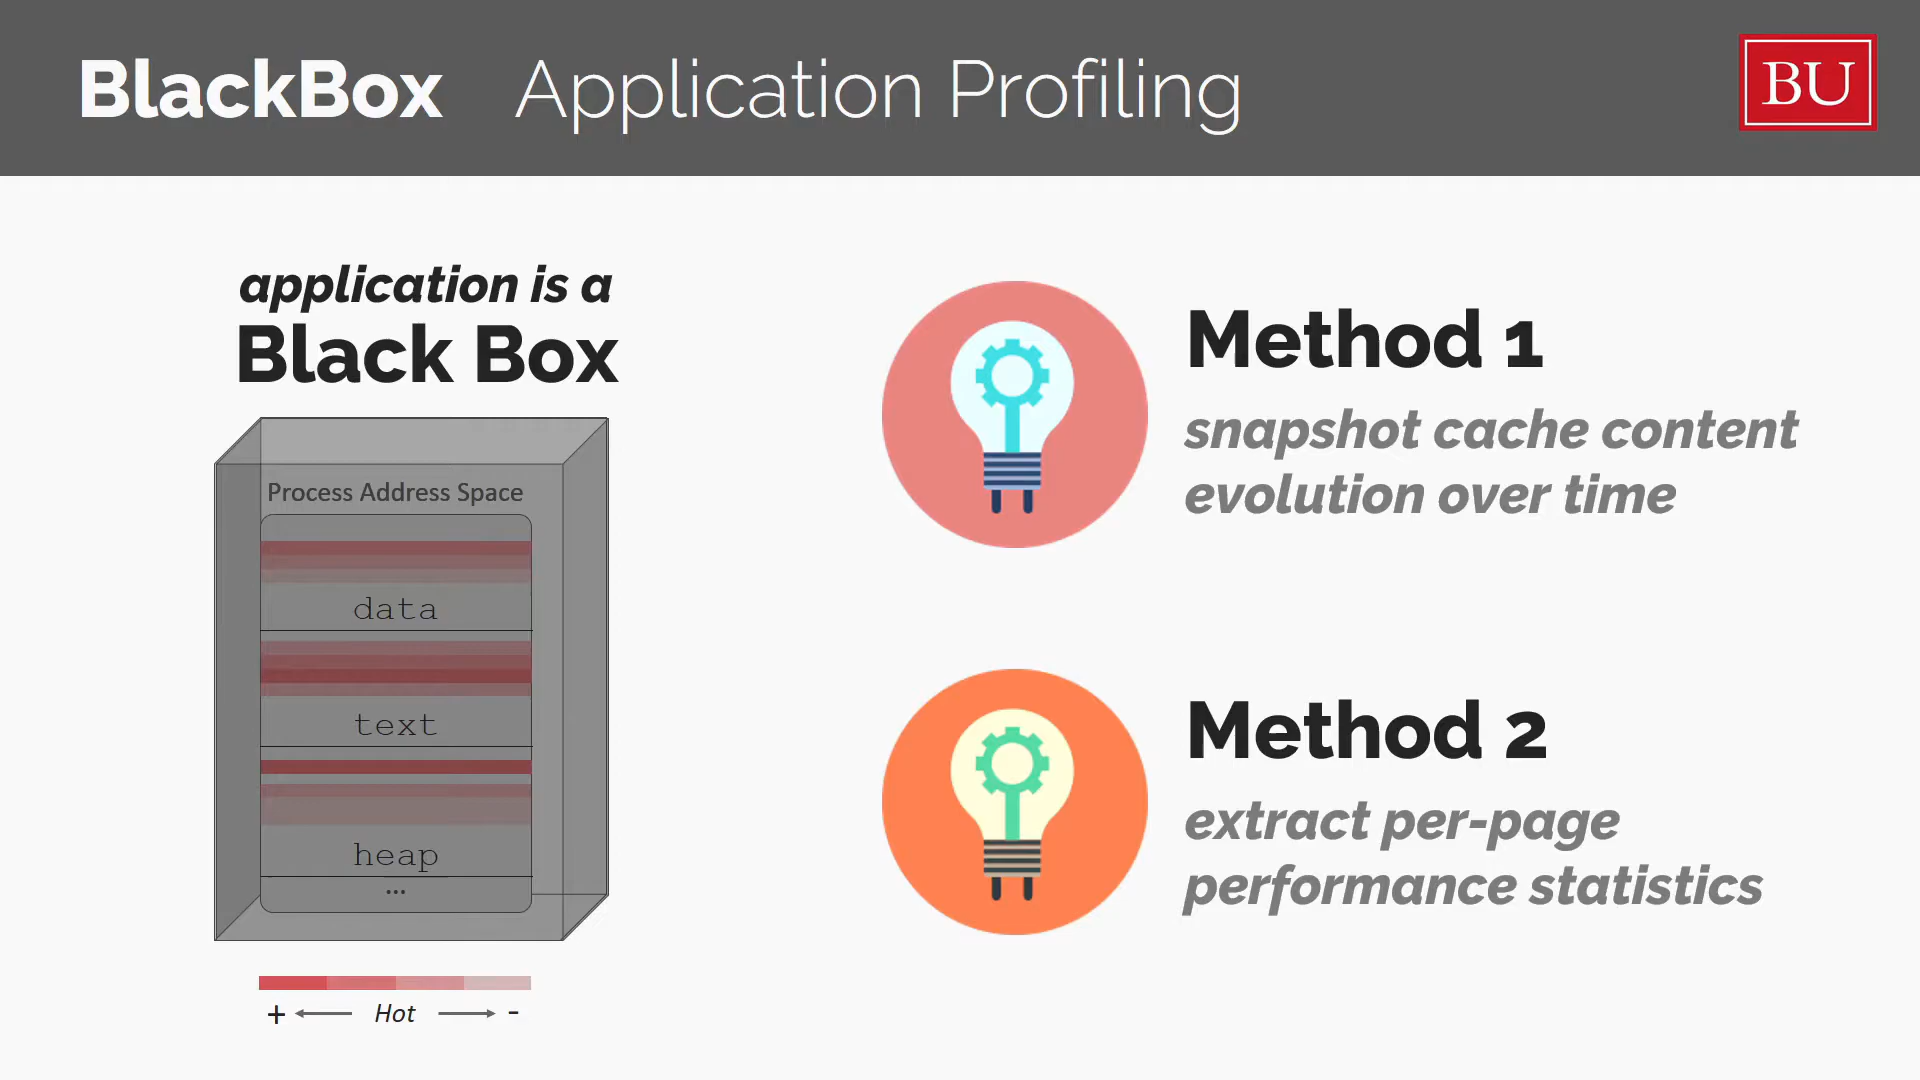 BlackBox Application Profiling
BU
application is a
Black Box
Process Address Space
data
text
heap
...
+ Hot -
Method 1
snapshot cache content
evolution over time
Method 2
extract per-page
performance statistics